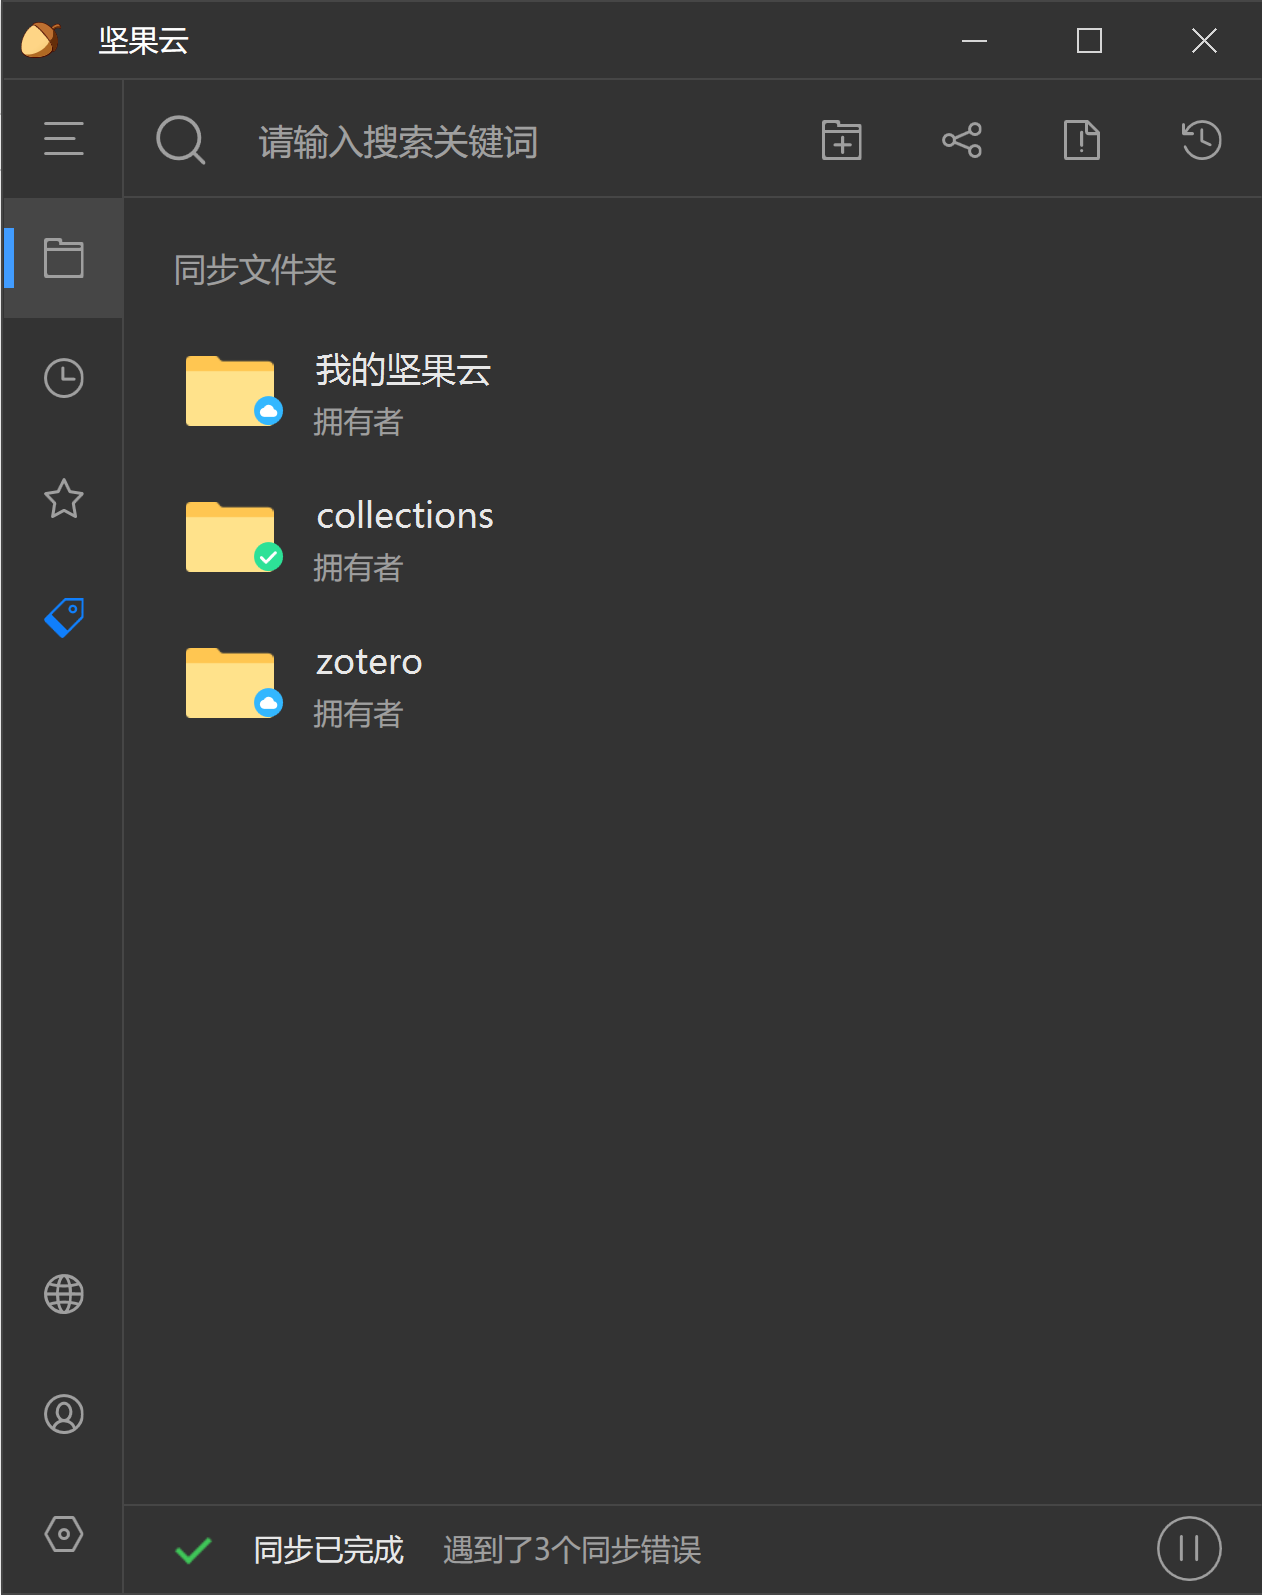 坚果云
请输入搜索关键词
同步文件夹
我的坚果云
拥有者
collections
拥有者
zotero
拥有者
同步已完成 遇到了3个同步错误